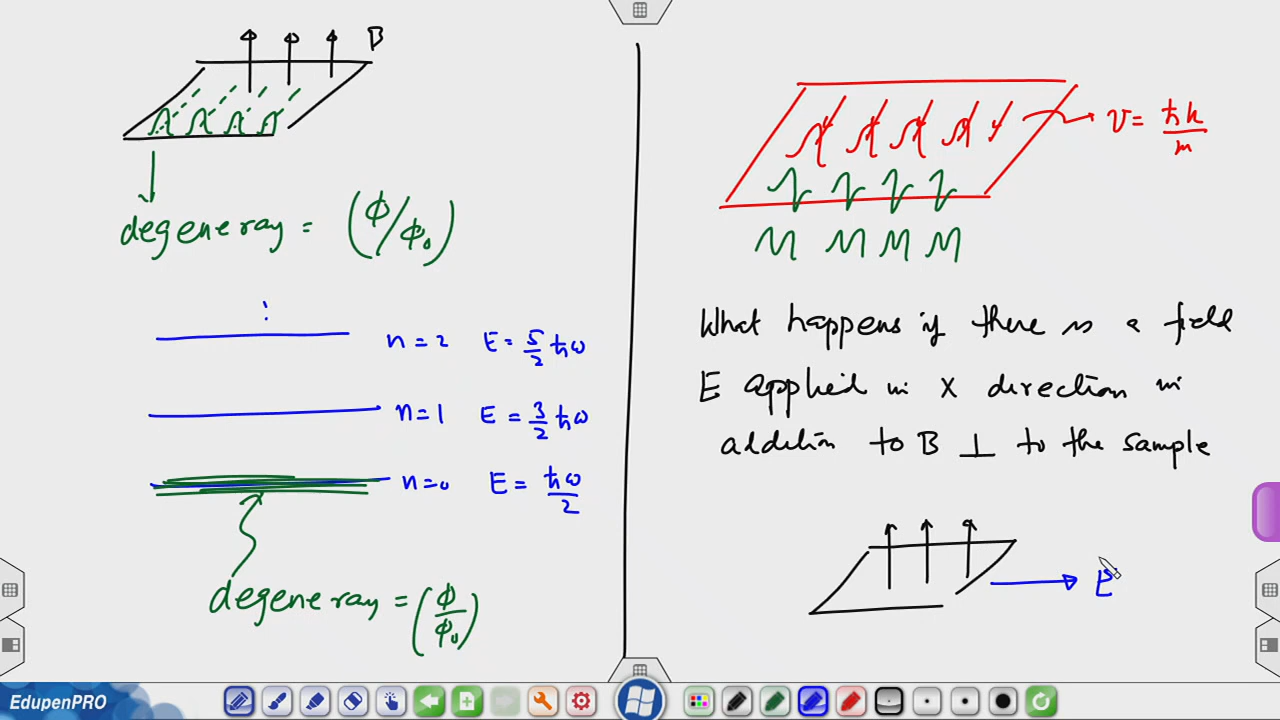 B
degeneray = (Φ/Φ₀)
⋮
n = 2 E = 5/2 ħω
n = 1 E = 3/2 ħω
n = 0 E = ħω/2
degeneray = (Φ/Φ₀)
v = ħk/m
What happens if there is a field
E applied in X direction in
addition to B ⊥ to the sample
E
EdupenPRO